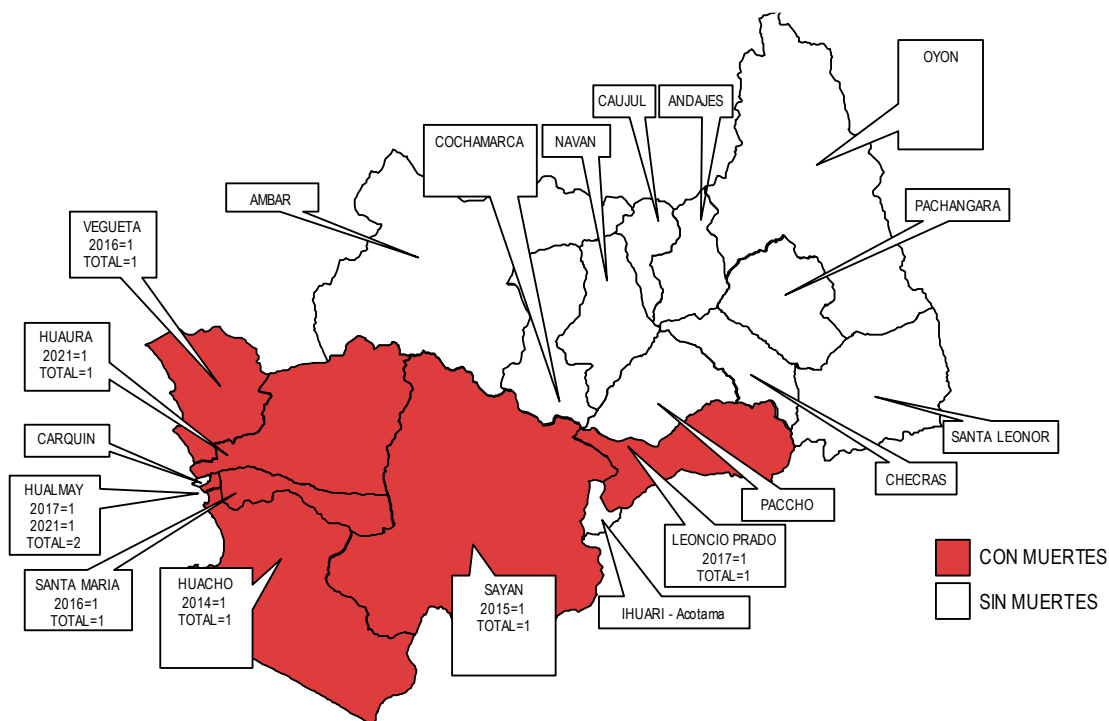 OYON
CAUJUL
ANDAJES
COCHAMARCA
NAVAN
AMBAR
PACHANGARA
VEGUETA
2016=1
TOTAL=1
HUAURA
2021=1
TOTAL=1
CARQUIN
SANTA LEONOR
HUALMAY
2017=1
2021=1
TOTAL=2
CHECRAS
PACCHO
LEONCIO PRADO
2017=1
TOTAL=1
SANTA MARIA
2016=1
TOTAL=1
HUACHO
2014=1
TOTAL=1
SAYAN
2015=1
TOTAL=1
IHUARI - Acotama
CON MUERTES
SIN MUERTES